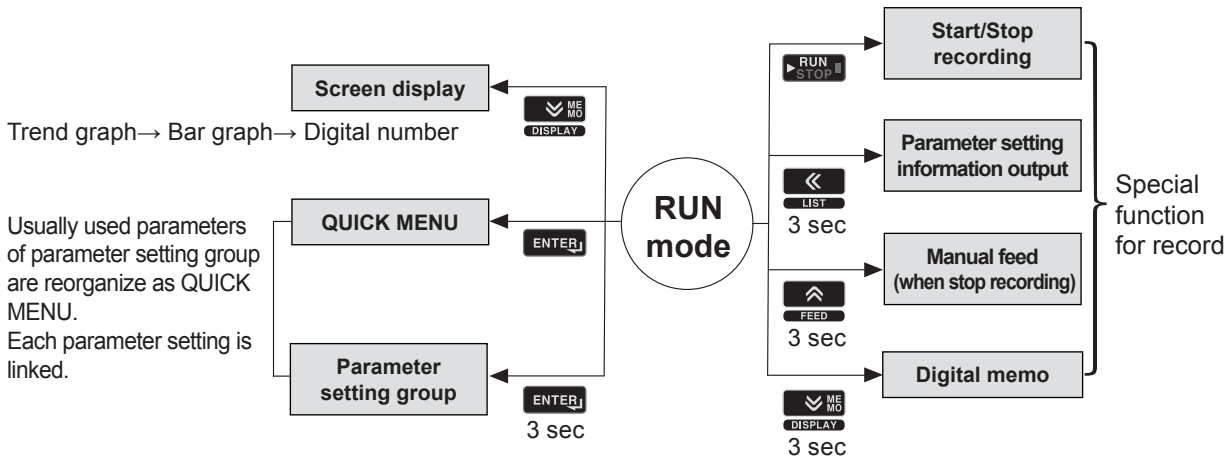 Screen display
ME
MO
DISPLAY
Trend graph→ Bar graph→ Digital number
Usually used parameters
of parameter setting group
are reorganize as QUICK
MENU.
Each parameter setting is
linked.
QUICK MENU
ENTER
Parameter
setting group
ENTER
3 sec
RUN
mode
RUN
STOP
Start/Stop
recording
LIST
3 sec
Parameter setting
information output
FEED
3 sec
Manual feed
(when stop recording)
ME
MO
DISPLAY
3 sec
Digital memo
Special
function
for record